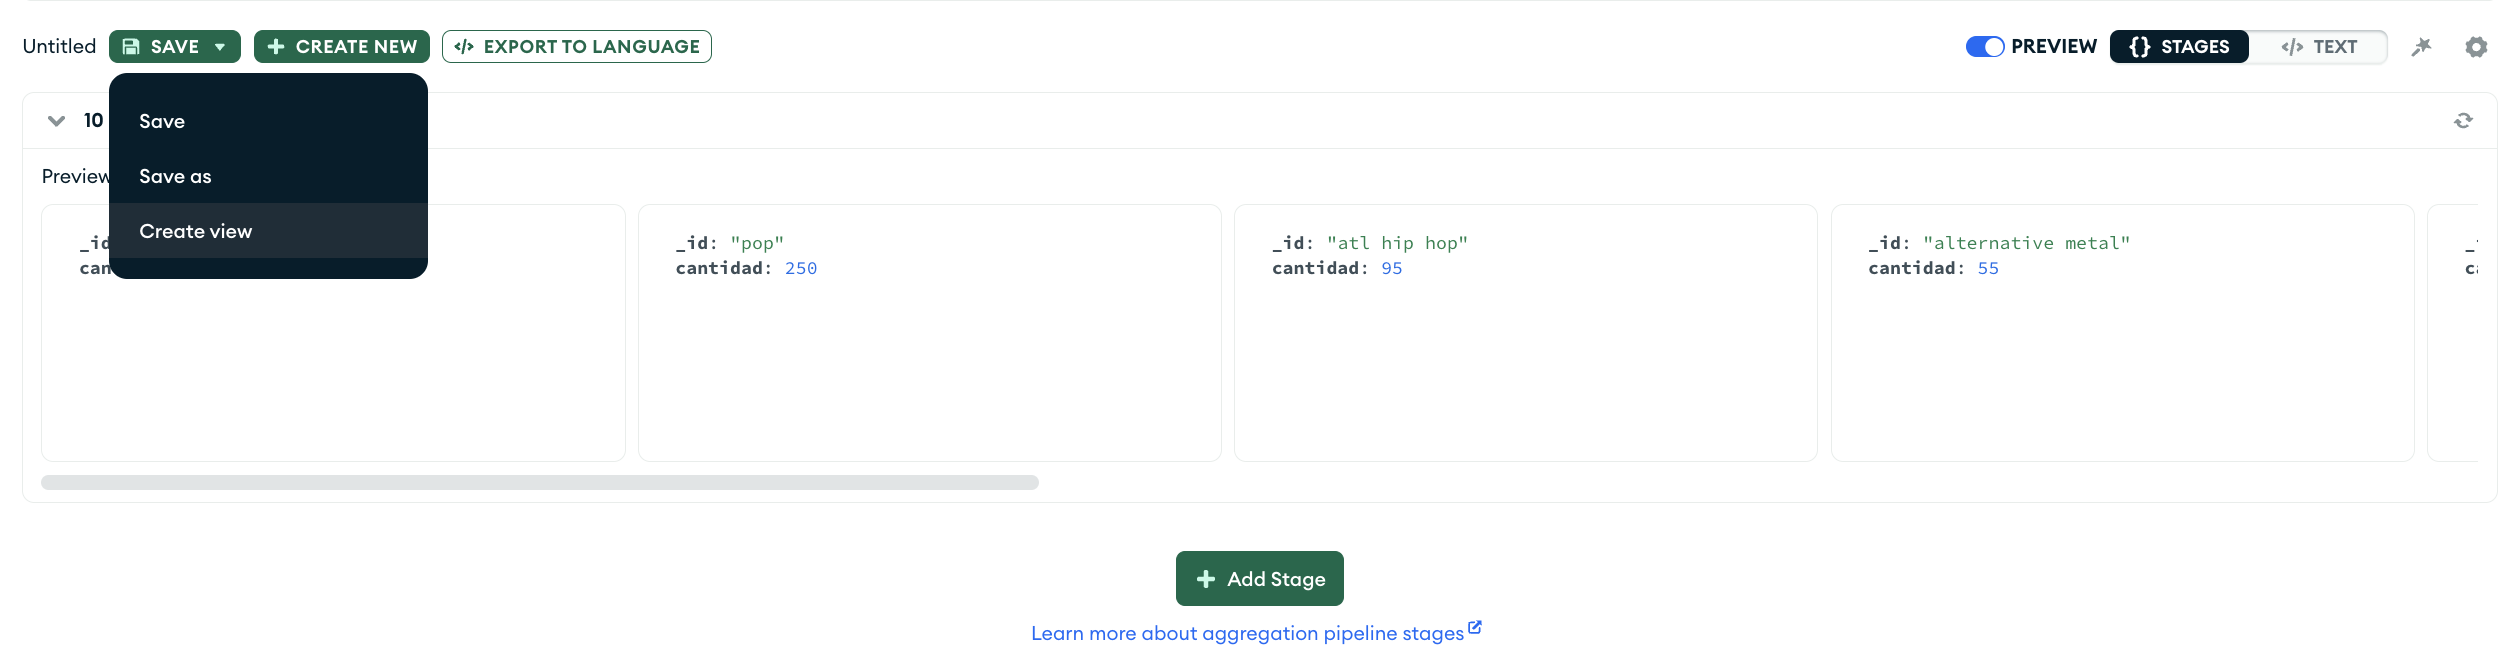 Untitled SAVE CREATE NEW </> EXPORT TO LANGUAGE PREVIEW {} STAGES </> TEXT
Save
Save as
Create view
10
Preview
_id: "pop"
cantidad: 250
_id: "atl hip hop"
cantidad: 95
_id: "alternative metal"
cantidad: 55
Add Stage
Learn more about aggregation pipeline stages